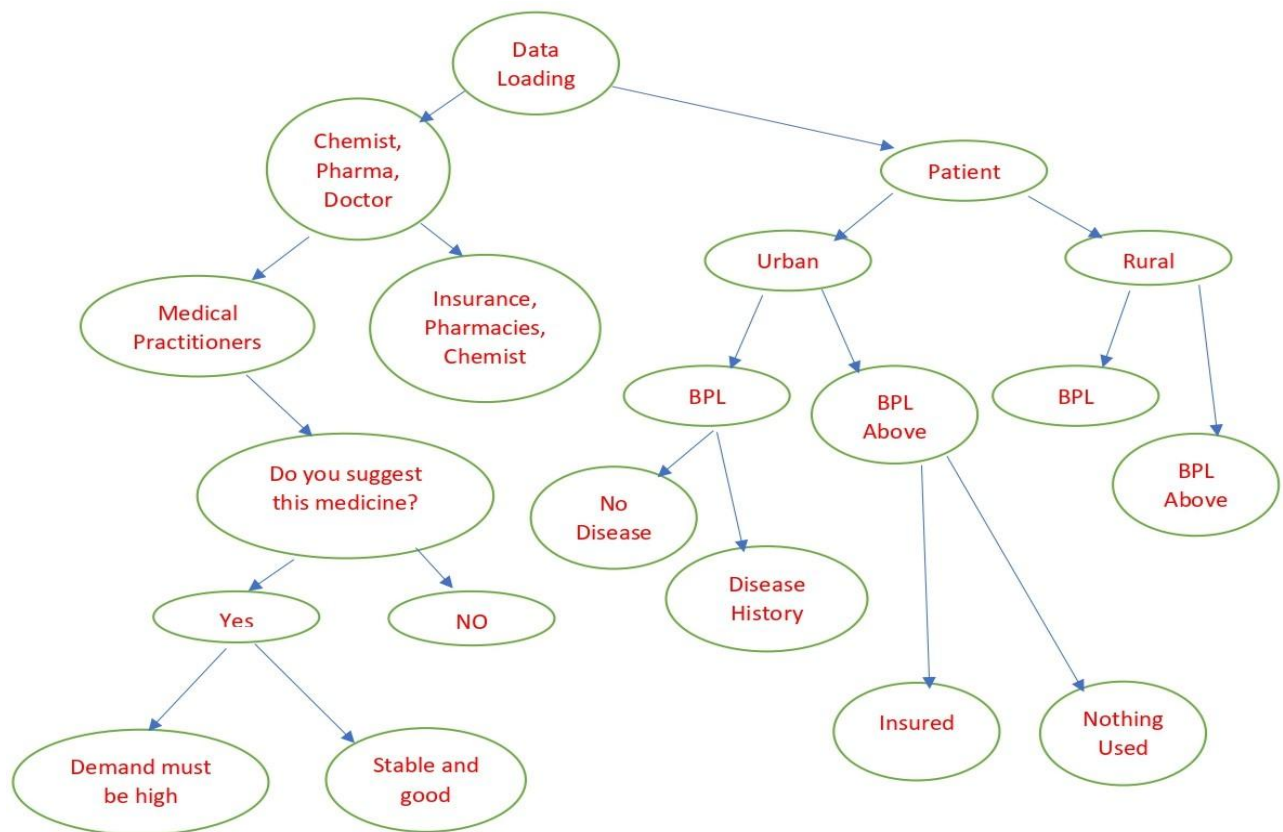 Data
Loading
Chemist,
Pharma,
Doctor
Patient
Urban
Rural
Medical
Practitioners
Insurance,
Pharmacies,
Chemist
BPL
BPL
Above
BPL
BPL
Above
Do you suggest
this medicine?
No
Disease
Disease
History
Yes
NO
Insured
Nothing
Used
Demand must
be high
Stable and
good